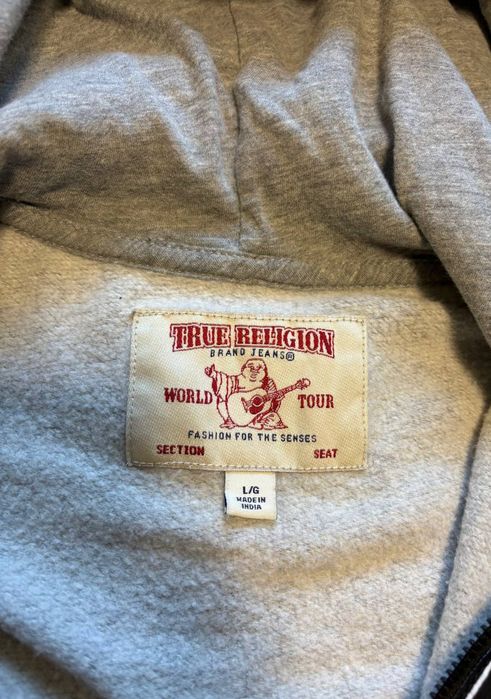 TRUE RELIGION
BRAND JEANS®
WORLD TOUR
FASHION FOR THE SENSES
SECTION SEAT
L/G
MADE IN
INDIA